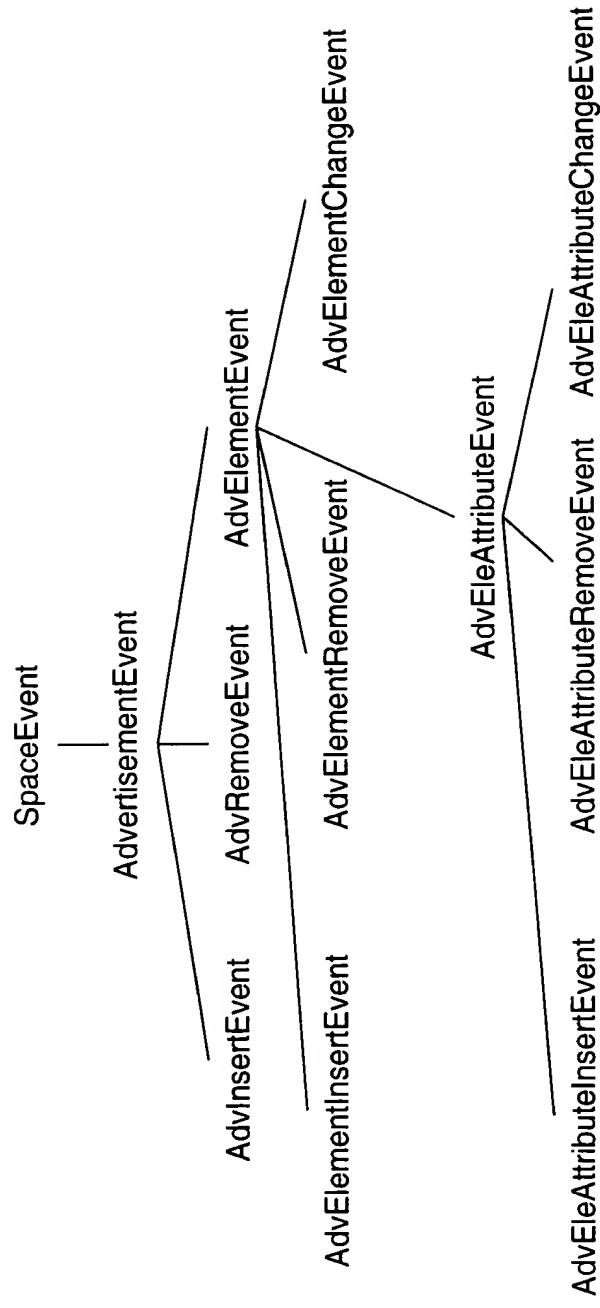 SpaceEvent
AdvertisementEvent
AdvInsertEvent AdvRemoveEvent AdvElementEvent
AdvElementInsertEvent AdvElementRemoveEvent AdvElementChangeEvent
AdvEleAttributeEvent
AdvEleAttributeInsertEvent AdvEleAttributeRemoveEvent AdvEleAttributeChangeEvent